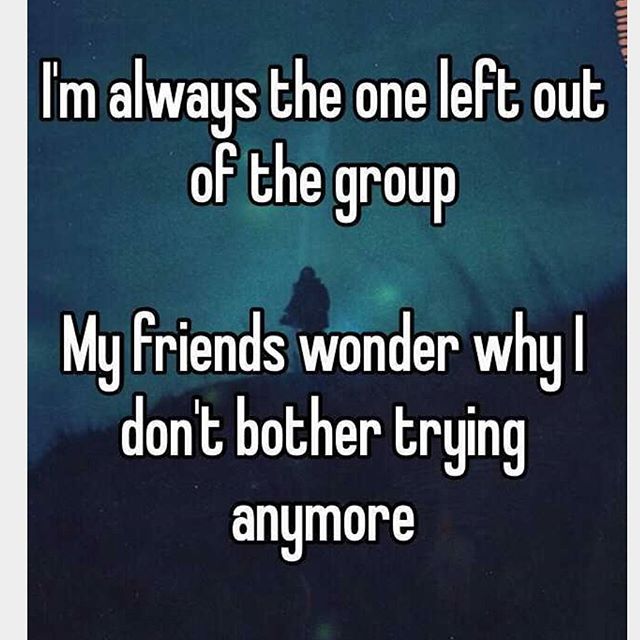 I'm always the one left out
of the group
My friends wonder why I
don't bother trying
anymore